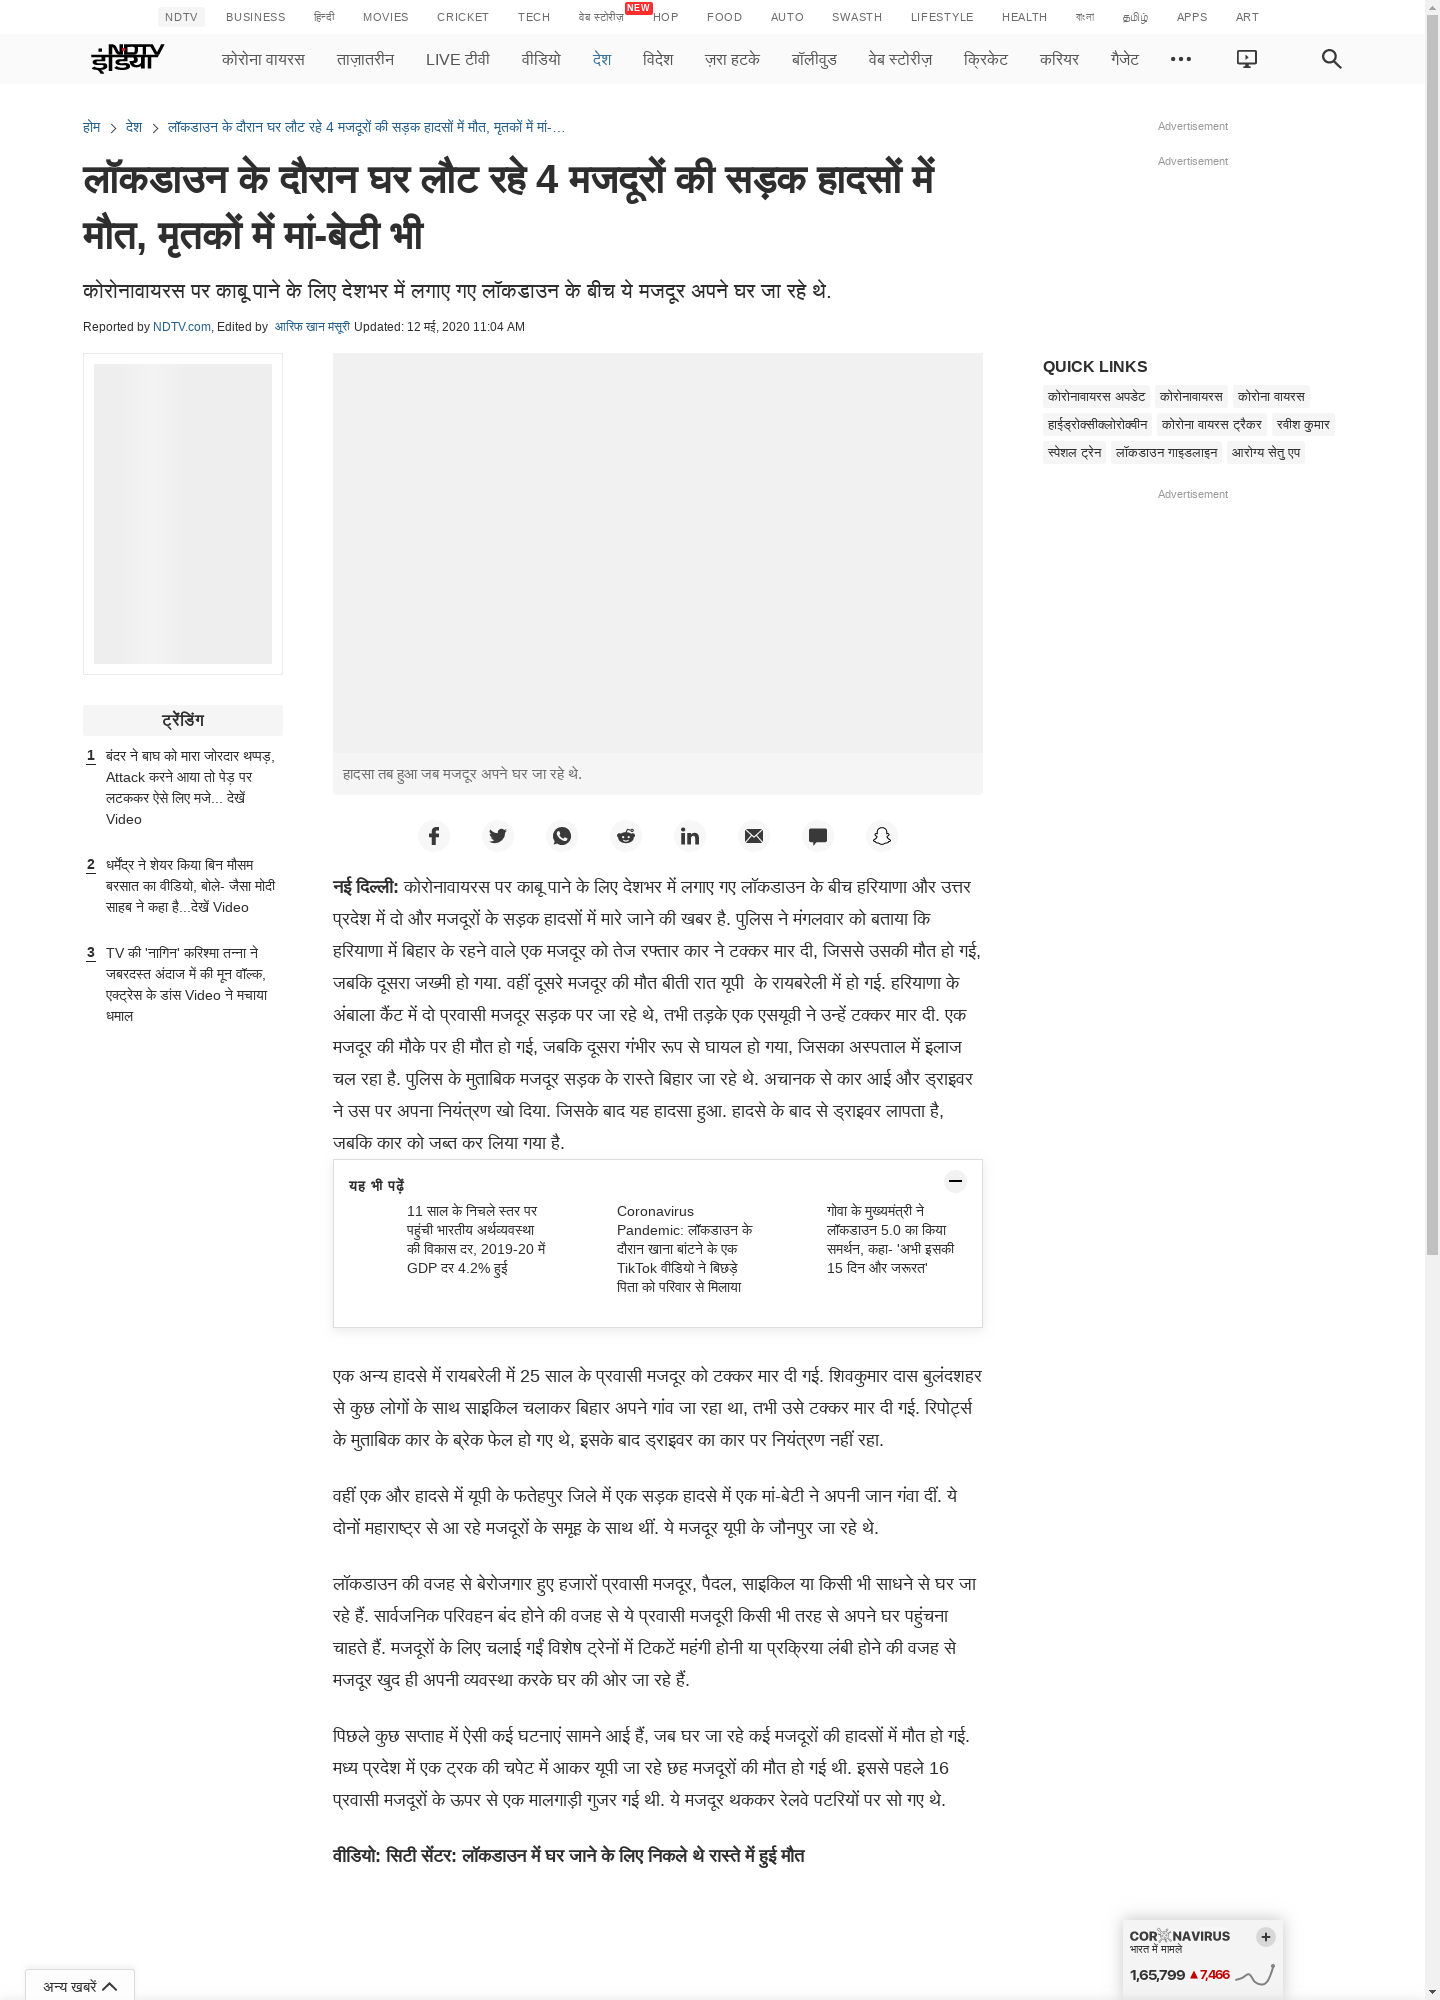 NDTV BUSINESS हिन्दी MOVIES CRICKET TECH वेब स्टोरीज़ NEW HOP FOOD AUTO SWASTH LIFESTYLE HEALTH বাংলা தமிழ் APPS ART
NDTV इंडिया कोरोना वायरस ताज़ातरीन LIVE टीवी वीडियो देश विदेश ज़रा हटके बॉलीवुड वेब स्टोरीज़ क्रिकेट करियर गैजेट
होम देश लॉकडाउन के दौरान घर लौट रहे 4 मजदूरों की सड़क हादसों में मौत, मृतकों में मां-…
लॉकडाउन के दौरान घर लौट रहे 4 मजदूरों की सड़क हादसों में
मौत, मृतकों में मां-बेटी भी
कोरोनावायरस पर काबू पाने के लिए देशभर में लगाए गए लॉकडाउन के बीच ये मजदूर अपने घर जा रहे थे.
Reported by NDTV.com, Edited by आरिफ खान मंसूरी Updated: 12 मई, 2020 11:04 AM
ट्रेंडिंग
1 बंदर ने बाघ को मारा जोरदार थप्पड़,
Attack करने आया तो पेड़ पर
लटककर ऐसे लिए मजे... देखें
Video
2 धर्मेंद्र ने शेयर किया बिन मौसम
बरसात का वीडियो, बोले- जैसा मोदी
साहब ने कहा है...देखें Video
3 TV की 'नागिन' करिश्मा तन्ना ने
जबरदस्त अंदाज में की मून वॉल्क,
एक्ट्रेस के डांस Video ने मचाया
धमाल
हादसा तब हुआ जब मजदूर अपने घर जा रहे थे.
नई दिल्ली: कोरोनावायरस पर काबू पाने के लिए देशभर में लगाए गए लॉकडाउन के बीच हरियाणा और उत्तर
प्रदेश में दो और मजदूरों के सड़क हादसों में मारे जाने की खबर है. पुलिस ने मंगलवार को बताया कि
हरियाणा में बिहार के रहने वाले एक मजदूर को तेज रफ्तार कार ने टक्कर मार दी, जिससे उसकी मौत हो गई,
जबकि दूसरा जख्मी हो गया. वहीं दूसरे मजदूर की मौत बीती रात यूपी के रायबरेली में हो गई. हरियाणा के
अंबाला कैंट में दो प्रवासी मजदूर सड़क पर जा रहे थे, तभी तड़के एक एसयूवी ने उन्हें टक्कर मार दी. एक
मजदूर की मौके पर ही मौत हो गई, जबकि दूसरा गंभीर रूप से घायल हो गया, जिसका अस्पताल में इलाज
चल रहा है. पुलिस के मुताबिक मजदूर सड़क के रास्ते बिहार जा रहे थे. अचानक से कार आई और ड्राइवर
ने उस पर अपना नियंत्रण खो दिया. जिसके बाद यह हादसा हुआ. हादसे के बाद से ड्राइवर लापता है,
जबकि कार को जब्त कर लिया गया है.
यह भी पढ़ें
11 साल के निचले स्तर पर
पहुंची भारतीय अर्थव्यवस्था
की विकास दर, 2019-20 में
GDP दर 4.2% हुई
Coronavirus
Pandemic: लॉकडाउन के
दौरान खाना बांटने के एक
TikTok वीडियो ने बिछड़े
पिता को परिवार से मिलाया
गोवा के मुख्यमंत्री ने
लॉकडाउन 5.0 का किया
समर्थन, कहा- 'अभी इसकी
15 दिन और जरूरत'
एक अन्य हादसे में रायबरेली में 25 साल के प्रवासी मजदूर को टक्कर मार दी गई. शिवकुमार दास बुलंदशहर
से कुछ लोगों के साथ साइकिल चलाकर बिहार अपने गांव जा रहा था, तभी उसे टक्कर मार दी गई. रिपोर्ट्स
के मुताबिक कार के ब्रेक फेल हो गए थे, इसके बाद ड्राइवर का कार पर नियंत्रण नहीं रहा.
वहीं एक और हादसे में यूपी के फतेहपुर जिले में एक सड़क हादसे में एक मां-बेटी ने अपनी जान गंवा दीं. ये
दोनों महाराष्ट्र से आ रहे मजदूरों के समूह के साथ थीं. ये मजदूर यूपी के जौनपुर जा रहे थे.
लॉकडाउन की वजह से बेरोजगार हुए हजारों प्रवासी मजदूर, पैदल, साइकिल या किसी भी साधने से घर जा
रहे हैं. सार्वजनिक परिवहन बंद होने की वजह से ये प्रवासी मजदूरी किसी भी तरह से अपने घर पहुंचना
चाहते हैं. मजदूरों के लिए चलाई गईं विशेष ट्रेनों में टिकटें महंगी होनी या प्रक्रिया लंबी होने की वजह से
मजदूर खुद ही अपनी व्यवस्था करके घर की ओर जा रहे हैं.
पिछले कुछ सप्ताह में ऐसी कई घटनाएं सामने आई हैं, जब घर जा रहे कई मजदूरों की हादसों में मौत हो गई.
मध्य प्रदेश में एक ट्रक की चपेट में आकर यूपी जा रहे छह मजदूरों की मौत हो गई थी. इससे पहले 16
प्रवासी मजदूरों के ऊपर से एक मालगाड़ी गुजर गई थी. ये मजदूर थककर रेलवे पटरियों पर सो गए थे.
वीडियो: सिटी सेंटर: लॉकडाउन में घर जाने के लिए निकले थे रास्ते में हुई मौत
Advertisement
Advertisement
QUICK LINKS
कोरोनावायरस अपडेट कोरोनावायरस कोरोना वायरस
हाईड्रोक्सीक्लोरोक्वीन कोरोना वायरस ट्रैकर रवीश कुमार
स्पेशल ट्रेन लॉकडाउन गाइडलाइन आरोग्य सेतु एप
Advertisement
CORONAVIRUS
भारत में मामले
1,65,799 ▲7,466
अन्य खबरें